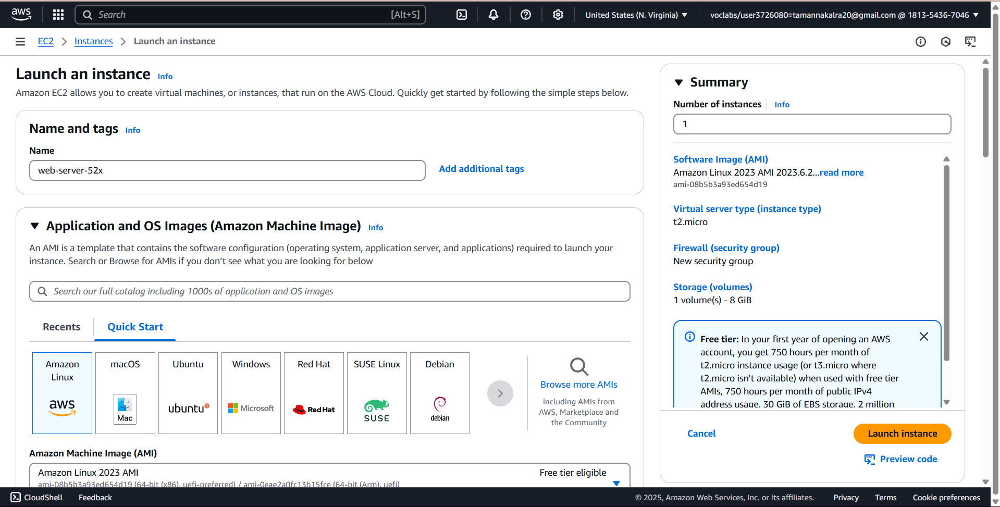 aws
Search [Alt+S]
United States (N. Virginia)
voclabs/user3726080=tamannakalra20@gmail.com @ 1813-5436-7046
EC2
Instances
Launch an instance
Launch an instance Info
Amazon EC2 allows you to create virtual machines, or instances, that run on the AWS Cloud. Quickly get started by following the simple steps below.
Name and tags Info
Name
web-server-52x
Add additional tags
Application and OS Images (Amazon Machine Image) Info
An AMI is a template that contains the software configuration (operating system, application server, and applications) required to launch your
instance. Search or Browse for AMIs if you don’t see what you are looking for below
Search our full catalog including 1000s of application and OS images
Recents
Quick Start
Amazon
Linux
aws
macOS
Mac
Ubuntu
ubuntu
Windows
Microsoft
Red Hat
Red Hat
SUSE Linux
SUSE
Debian
debian
Browse more AMIs
Including AMIs from
AWS, Marketplace and
the Community
Amazon Machine Image (AMI)
Amazon Linux 2023 AMI
Free tier eligible
ami-08b5b3a93ed654d19 (64-bit (x86), uefi-preferred) / ami-0eae2a0fc13b15fce (64-bit (Arm), uefi)
Summary
Number of instances Info
1
Software Image (AMI)
Amazon Linux 2023 AMI 2023.6.2...read more
ami-08b5b3a93ed654d19
Virtual server type (instance type)
t2.micro
Firewall (security group)
New security group
Storage (volumes)
1 volume(s) - 8 GiB
Free tier: In your first year of opening an AWS
account, you get 750 hours per month of
t2.micro instance usage (or t3.micro where
t2.micro isn't available) when used with free tier
AMIs, 750 hours per month of public IPv4
address usage, 30 GiB of EBS storage, 2 million
Cancel
Launch instance
Preview code
CloudShell
Feedback
© 2025, Amazon Web Services, Inc. or its affiliates.
Privacy
Terms
Cookie preferences